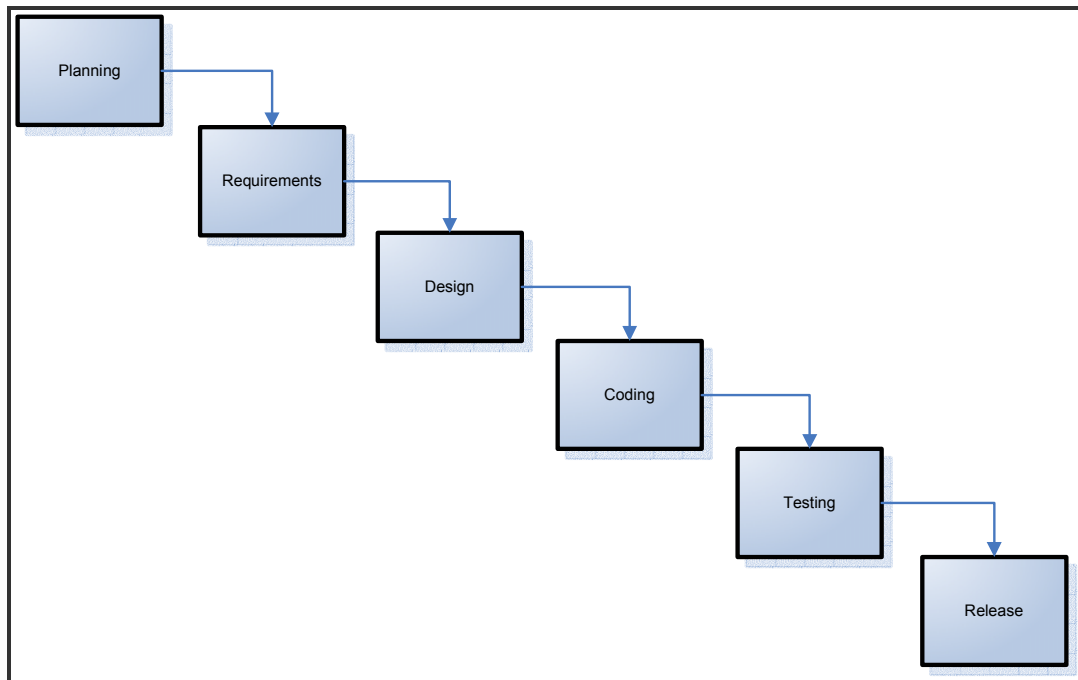 Planning
Requirements
Design
Coding
Testing
Release